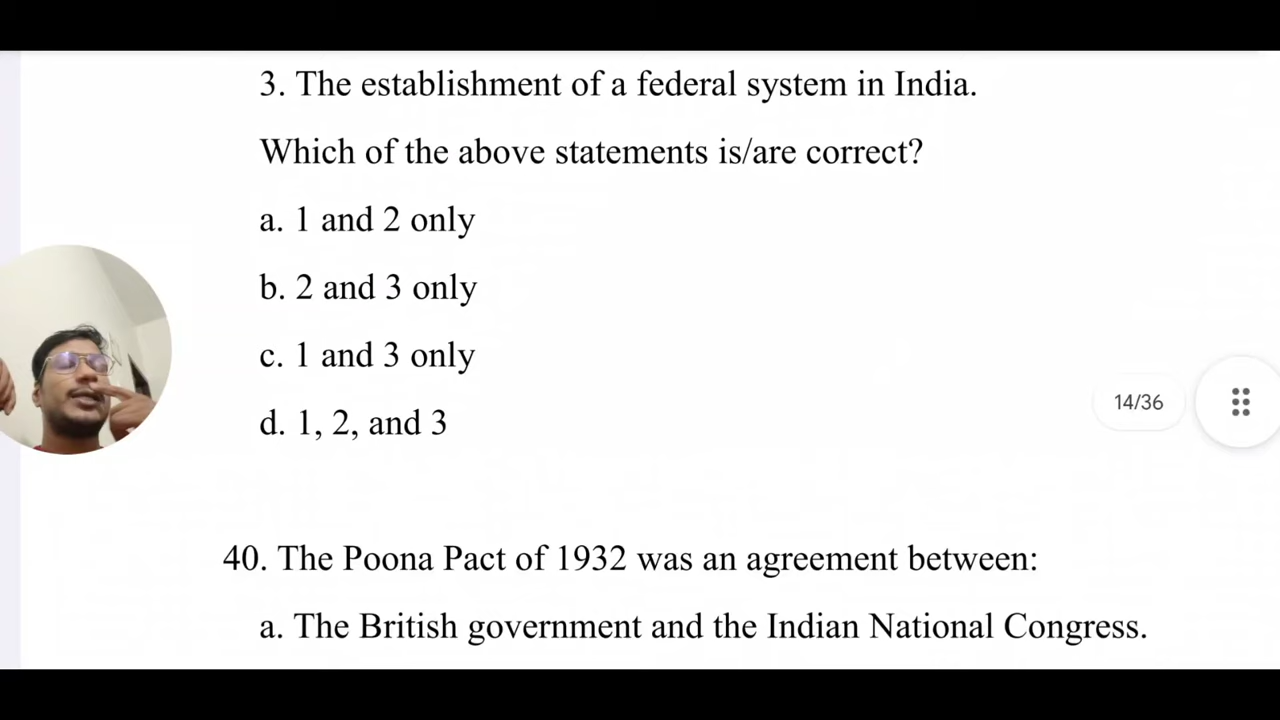 3. The establishment of a federal system in India.
Which of the above statements is/are correct?
a. 1 and 2 only
b. 2 and 3 only
c. 1 and 3 only
d. 1, 2, and 3
14/36
40. The Poona Pact of 1932 was an agreement between:
a. The British government and the Indian National Congress.